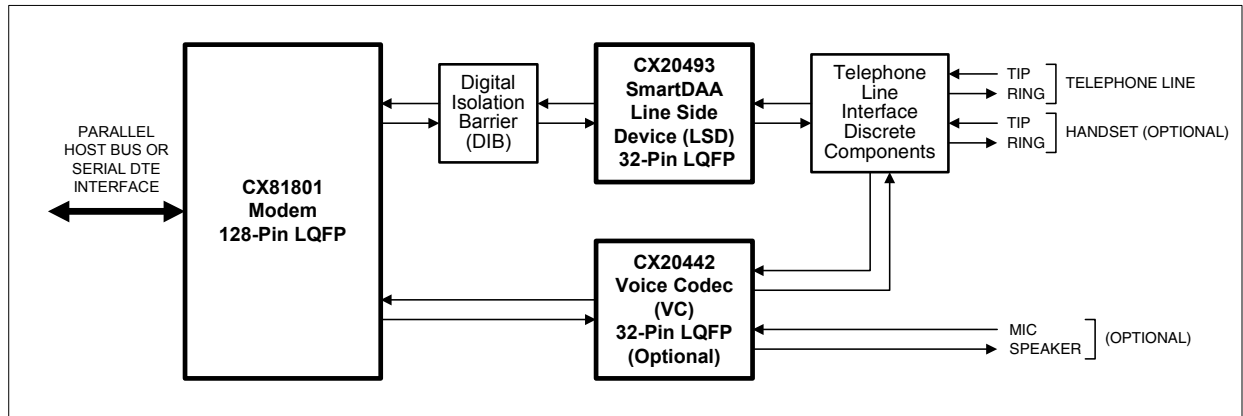 PARALLEL
HOST BUS OR
SERIAL DTE
INTERFACE
CX81801
Modem
128-Pin LQFP
Digital
Isolation
Barrier
(DIB)
CX20493
SmartDAA
Line Side
Device (LSD)
32-Pin LQFP
Telephone
Line
Interface
Discrete
Components
TIP
RING
TELEPHONE LINE
TIP
RING
HANDSET (OPTIONAL)
CX20442
Voice Codec
(VC)
32-Pin LQFP
(Optional)
MIC
SPEAKER
(OPTIONAL)